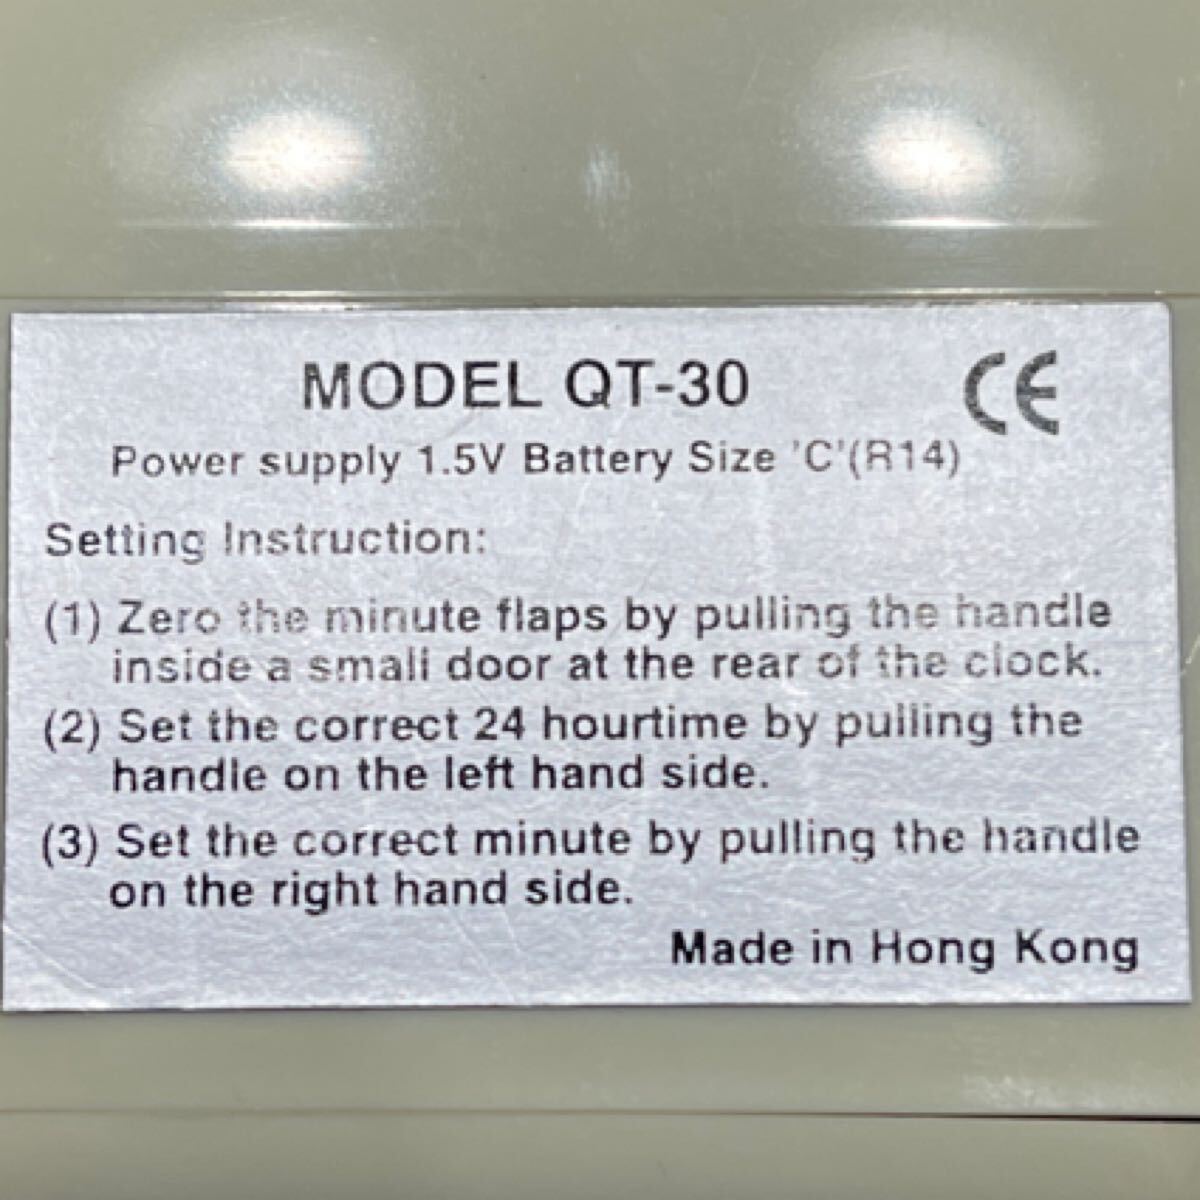 MODEL QT-30
CE
Power supply 1.5V Battery Size 'C'(R14)
Setting Instruction:
(1) Zero the minute flaps by pulling the handle
inside a small door at the rear of the clock.
(2) Set the correct 24 hourtime by pulling the
handle on the left hand side.
(3) Set the correct minute by pulling the handle
on the right hand side.
Made in Hong Kong